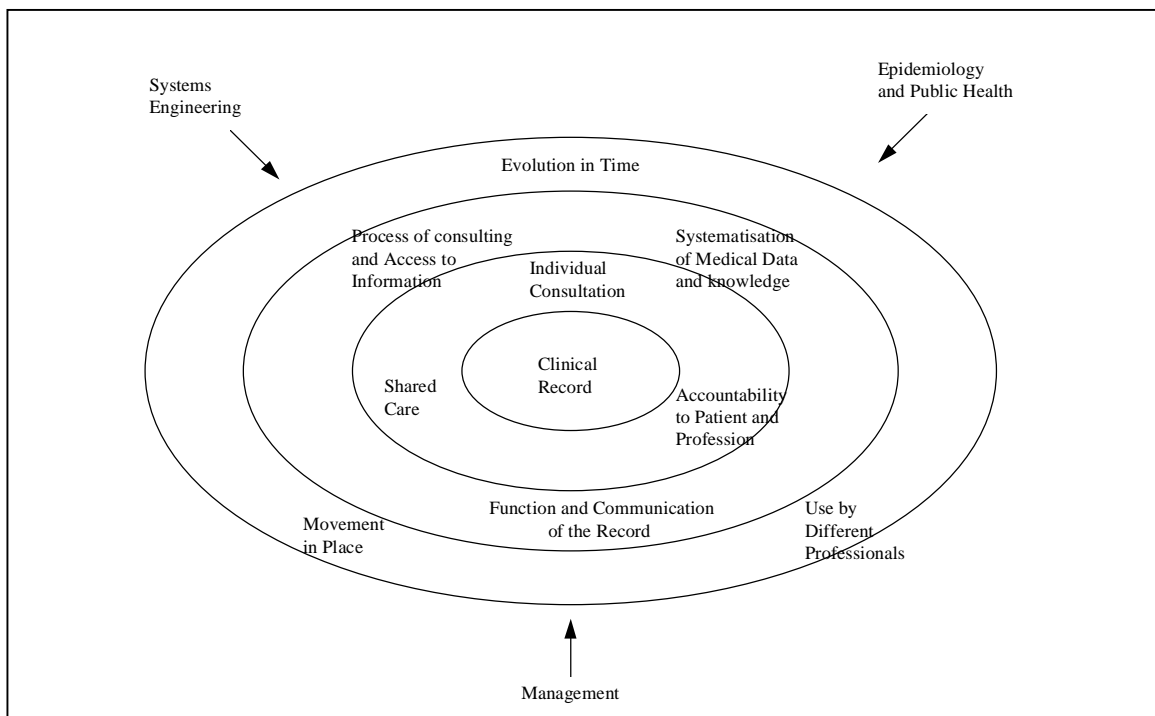 Systems
Engineering
Epidemiology
and Public Health
Evolution in Time
Process of consulting
and Access to
Information
Systematisation
of Medical Data
and knowledge
Individual
Consultation
Clinical
Record
Shared
Care
Accountability
to Patient and
Profession
Function and Communication
of the Record
Movement
in Place
Use by
Different
Professionals
Management